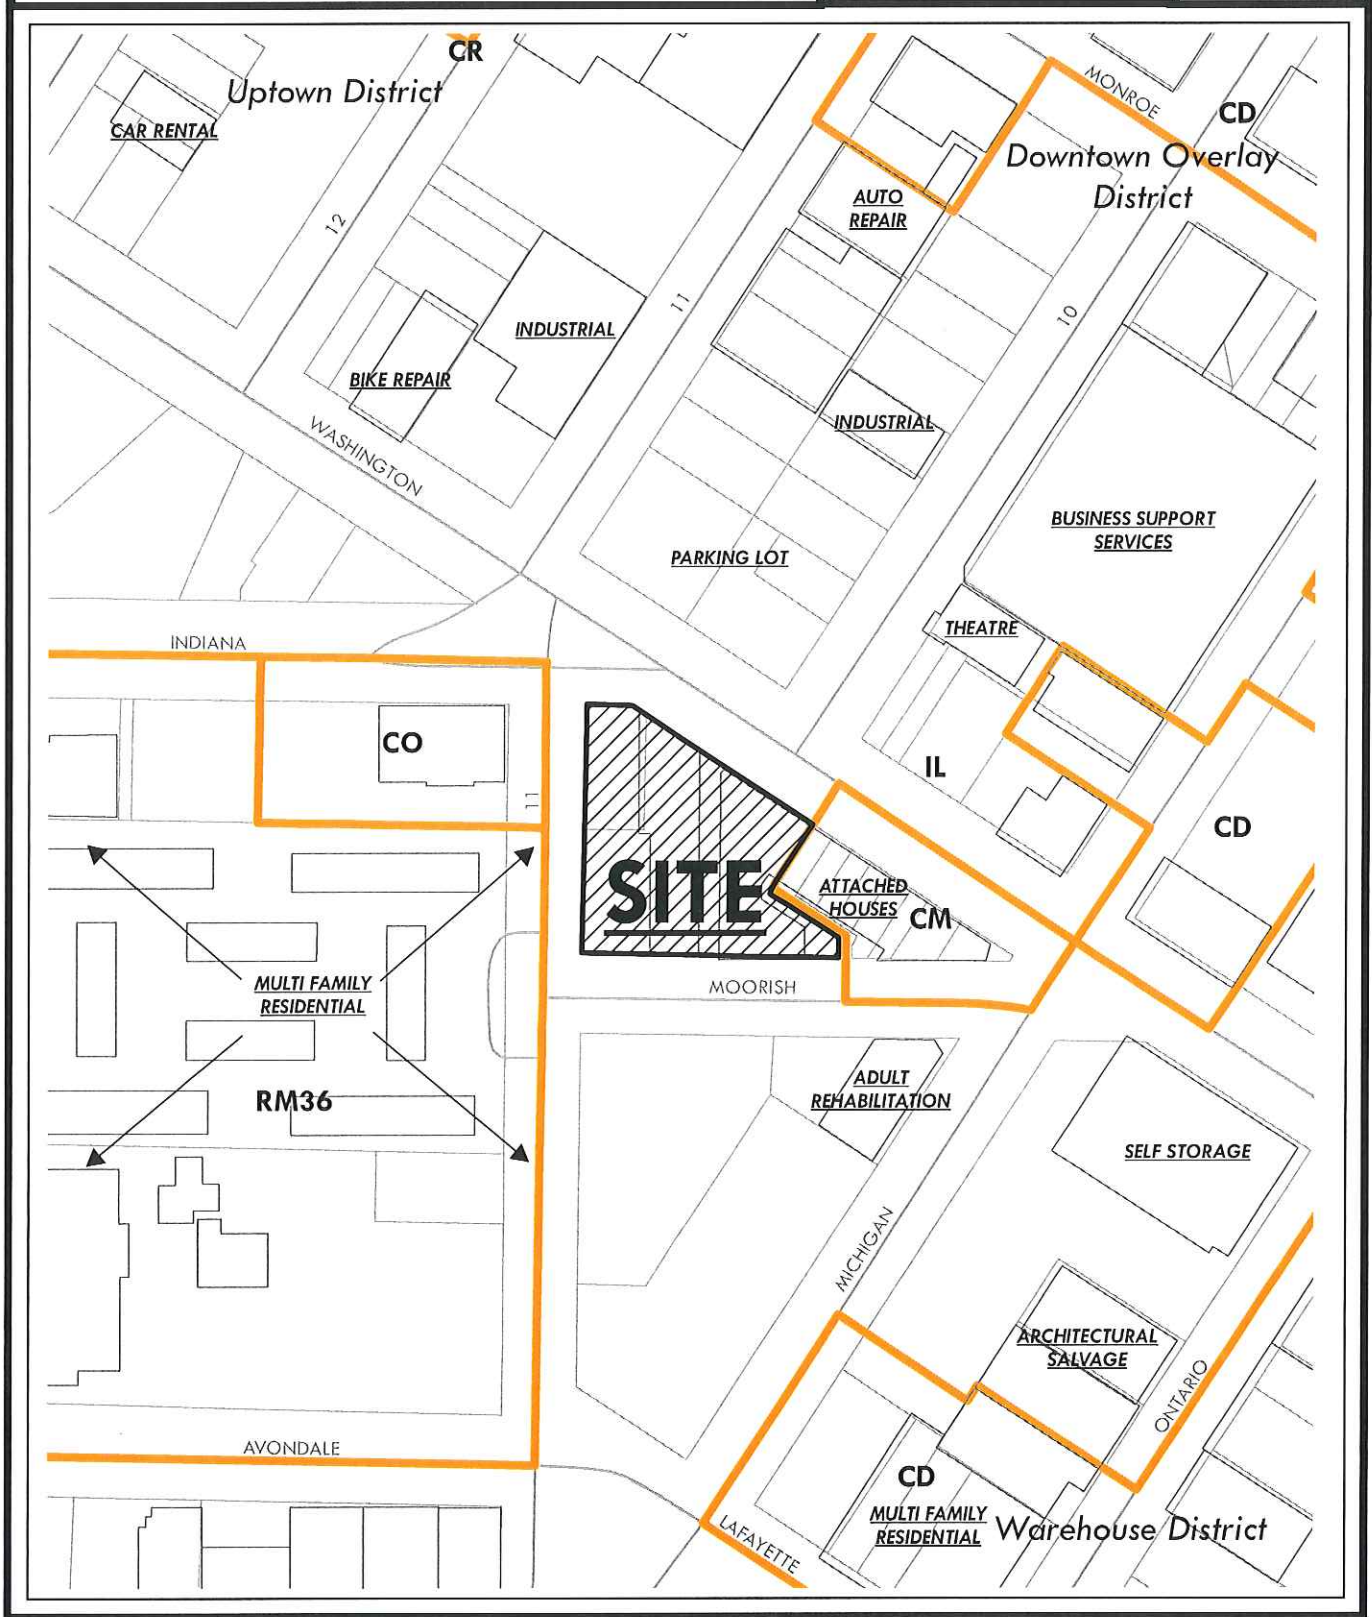 CR
Uptown District
CAR RENTAL
MONROE
CD
Downtown Overlay
District
AUTO
REPAIR
12
11
10
INDUSTRIAL
BIKE REPAIR
INDUSTRIAL
WASHINGTON
BUSINESS SUPPORT
SERVICES
PARKING LOT
THEATRE
INDIANA
CO
IL
11
CD
SITE
ATTACHED
HOUSES
CM
MULTI FAMILY
RESIDENTIAL
MOORISH
RM36
ADULT
REHABILITATION
SELF STORAGE
MICHIGAN
ARCHITECTURAL
SALVAGE
ONTARIO
AVONDALE
CD
MULTI FAMILY
RESIDENTIAL
Warehouse District
LAFAYETTE